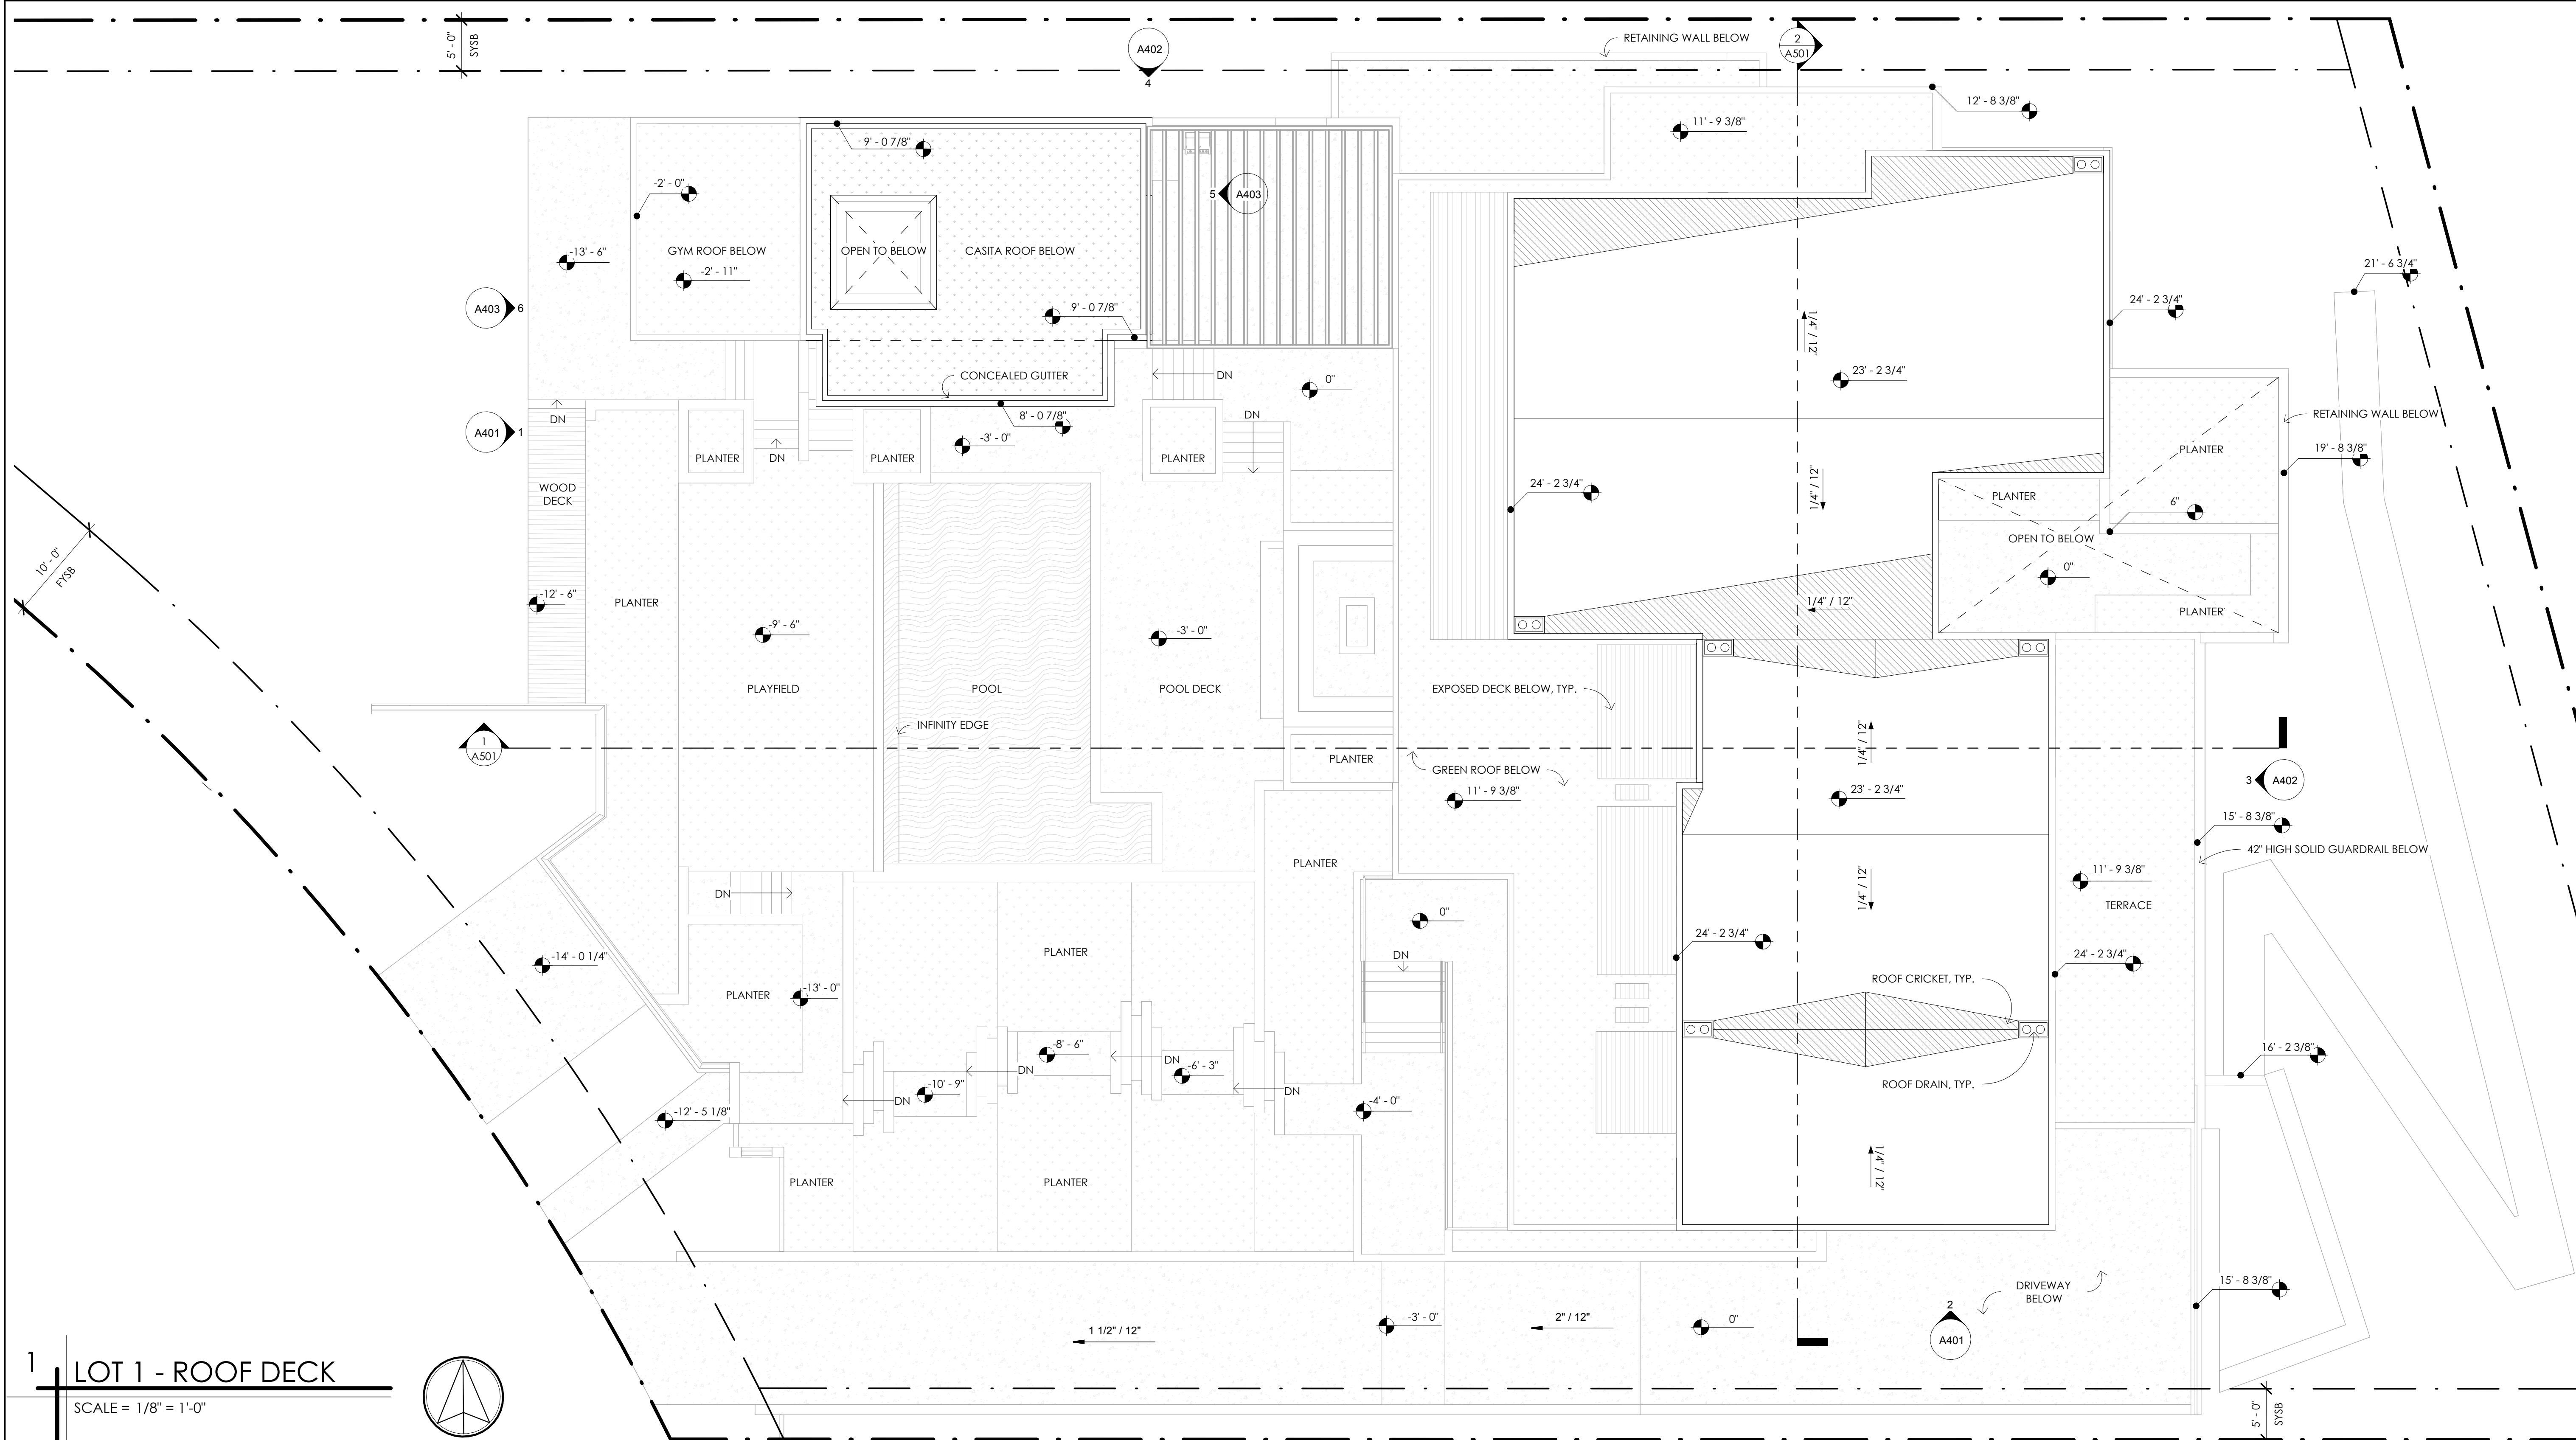 5' - 0"
SYSB
A402
4
RETAINING WALL BELOW
2
A501
12' - 8 3/8"
11' - 9 3/8"
9' - 0 7/8"
-2' - 0"
5
A403
GYM ROOF BELOW
-2' - 11"
OPEN TO BELOW
CASITA ROOF BELOW
-13' - 6"
21' - 6 3/4"
A403
6
9' - 0 7/8"
24' - 2 3/4"
1/4" / 12"
23' - 2 3/4"
CONCEALED GUTTER
DN
0"
RETAINING WALL BELOW
DN
8' - 0 7/8"
DN
A401
1
-3' - 0"
PLANTER
DN
PLANTER
PLANTER
PLANTER
19' - 8 3/8"
WOOD
DECK
24' - 2 3/4"
1/4" / 12"
PLANTER
6"
OPEN TO BELOW
10' - 0"
FYSB
0"
-12' - 6"
PLANTER
1/4" / 12"
PLANTER
-9' - 6"
-3' - 0"
PLAYFIELD
POOL
POOL DECK
EXPOSED DECK BELOW, TYP.
INFINITY EDGE
1
A501
1/4" / 12"
PLANTER
GREEN ROOF BELOW
3
A402
11' - 9 3/8"
23' - 2 3/4"
15' - 8 3/8"
42" HIGH SOLID GUARDRAIL BELOW
PLANTER
DN
1/4" / 12"
11' - 9 3/8"
TERRACE
0"
24' - 2 3/4"
PLANTER
DN
24' - 2 3/4"
-14' - 0 1/4"
ROOF CRICKET, TYP.
PLANTER
-13' - 0"
-8' - 6"
DN
-6' - 3"
DN
16' - 2 3/8"
-10' - 9"
DN
DN
ROOF DRAIN, TYP.
-12' - 5 1/8"
-4' - 0"
PLANTER
PLANTER
1/4" / 12"
DRIVEWAY
BELOW
15' - 8 3/8"
1 1/2" / 12"
-3' - 0"
2" / 12"
0"
2
A401
1
LOT 1 - ROOF DECK
SCALE = 1/8" = 1'-0"
5' - 0"
SYSB